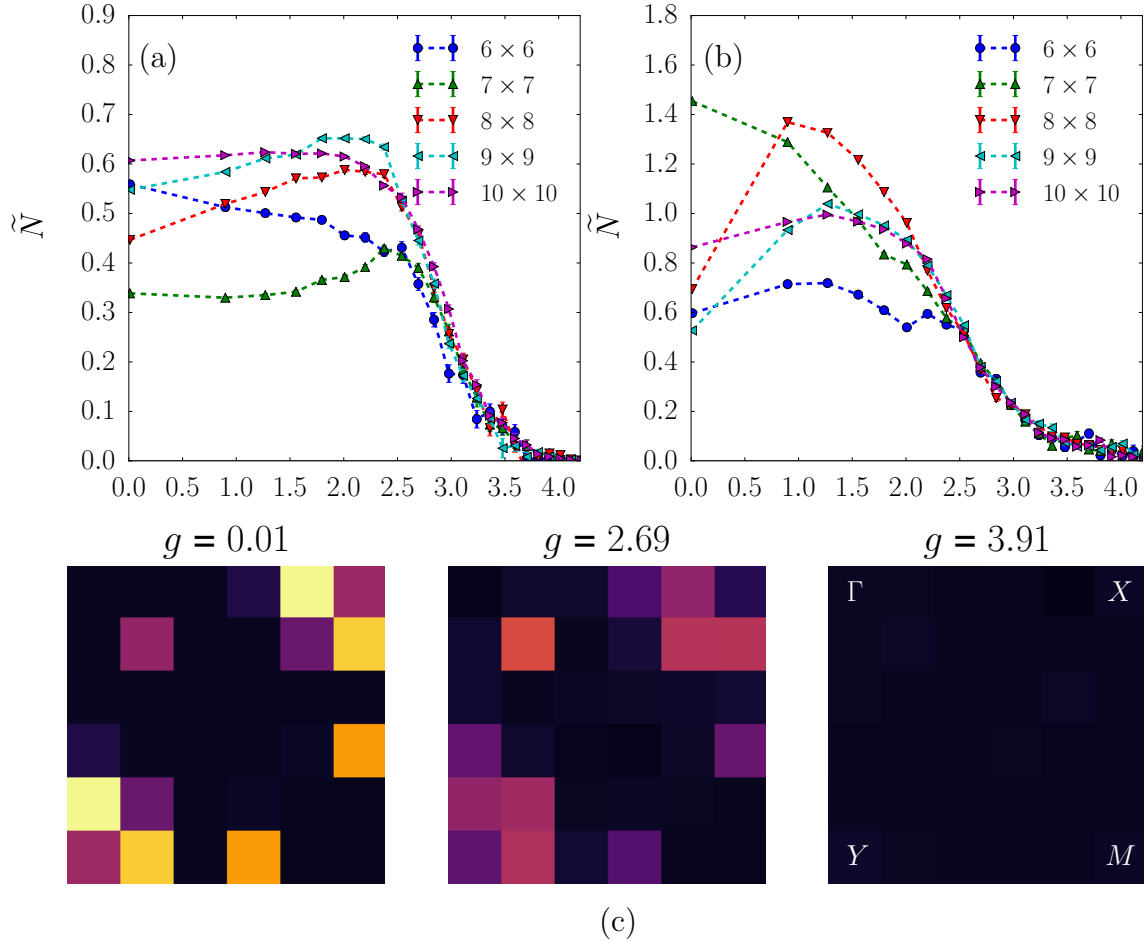 (a)
0.9
0.8
0.7
0.6
0.5
0.4
0.3
0.2
0.1
0.0
Ñ
6 × 6
7 × 7
8 × 8
9 × 9
10 × 10
0.0 0.5 1.0 1.5 2.0 2.5 3.0 3.5 4.0
(b)
1.8
1.6
1.4
1.2
1.0
0.8
0.6
0.4
0.2
0.0
Ñ
6 × 6
7 × 7
8 × 8
9 × 9
10 × 10
0.0 0.5 1.0 1.5 2.0 2.5 3.0 3.5 4.0
g = 0.01
g = 2.69
g = 3.91
Γ X
Y M
(c)